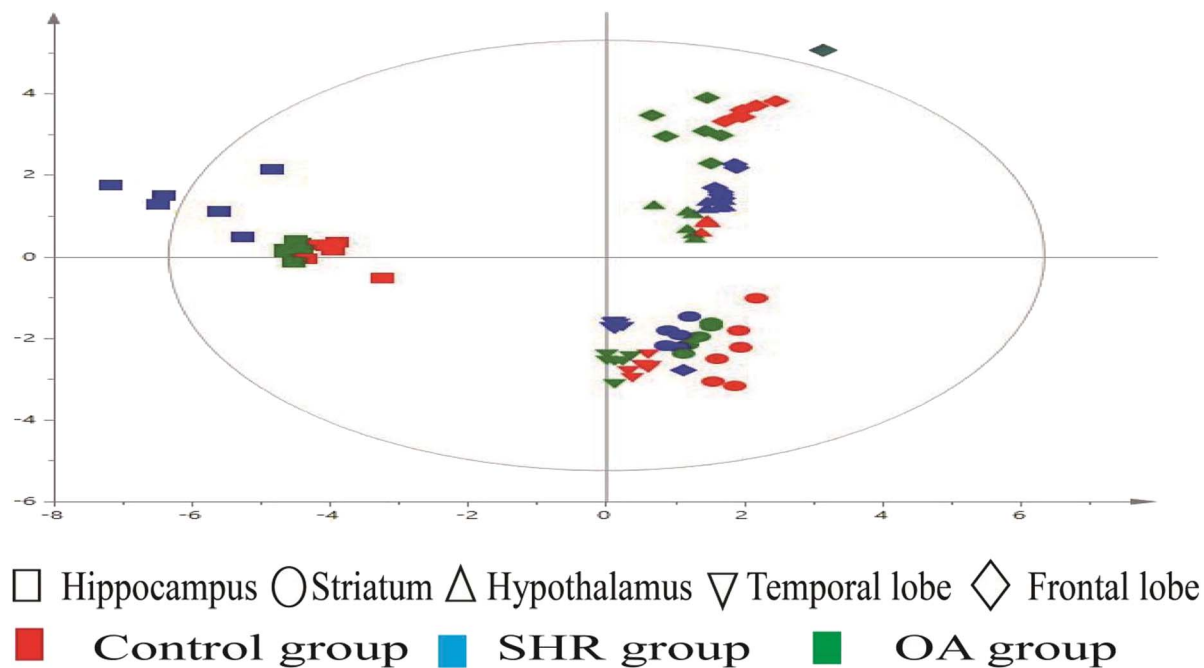 4
2
0
-2
-4
-6
-8 -6 -4 -2 0 2 4 6
Hippocampus Striatum Hypothalamus Temporal lobe Frontal lobe
Control group SHR group OA group